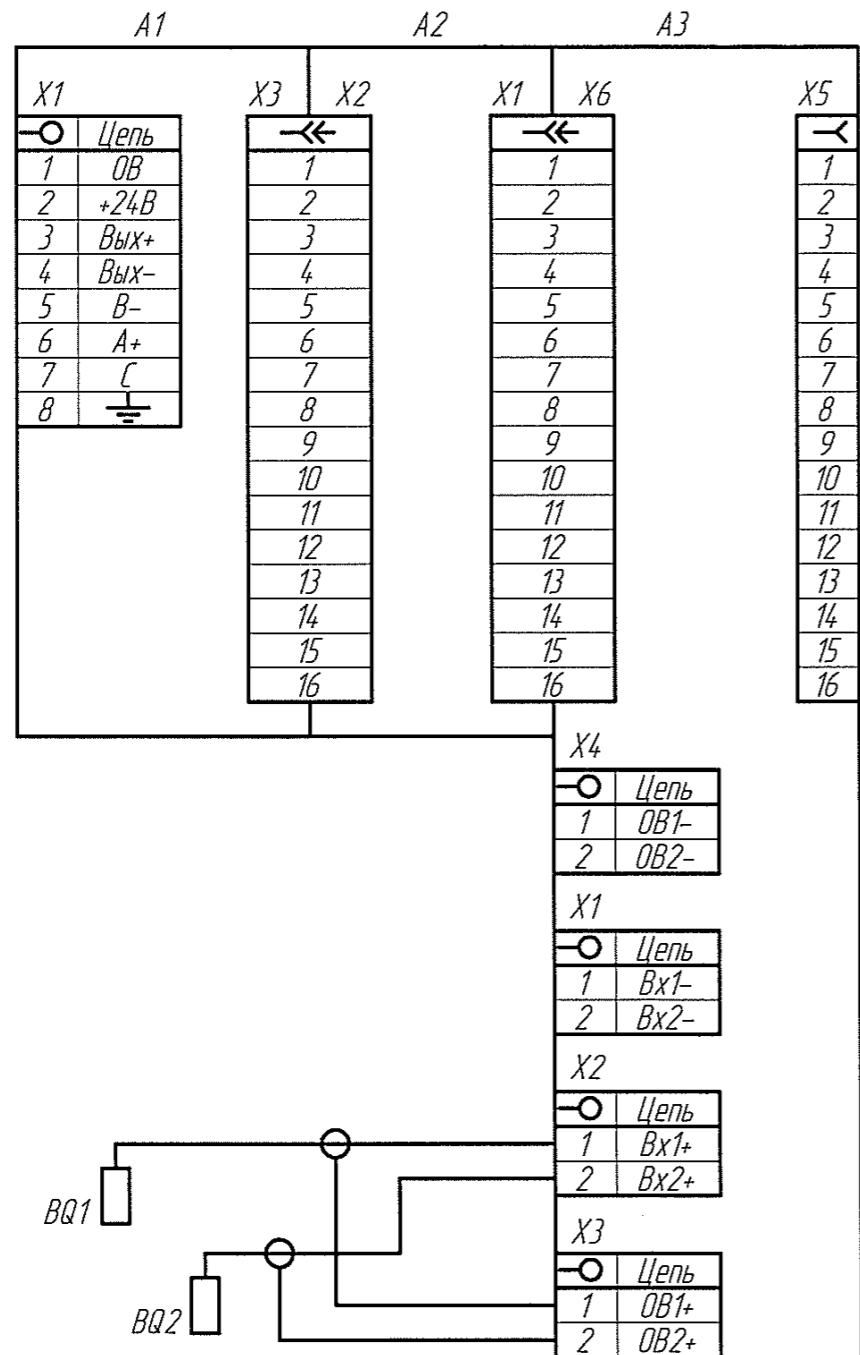 А1 А2 А3
X1 X3 X2 X1 X6 X5
Цепь
1 0В 1 1 1
2 +24В 2 2 2
3 Вых+ 3 3 3
4 Вых- 4 4 4
5 В- 5 5 5
6 А+ 6 6 6
7 С 7 7 7
8 8 8 8
9 9 9
10 10 10
11 11 11
12 12 12
13 13 13
14 14 14
15 15 15
16 16 16
X4
Цепь
1 0В1-
2 0В2-
X1
Цепь
1 Вх1-
2 Вх2-
X2
Цепь
1 Вх1+
2 Вх2+
BQ1
X3
Цепь
1 0В1+
BQ2
2 0В2+